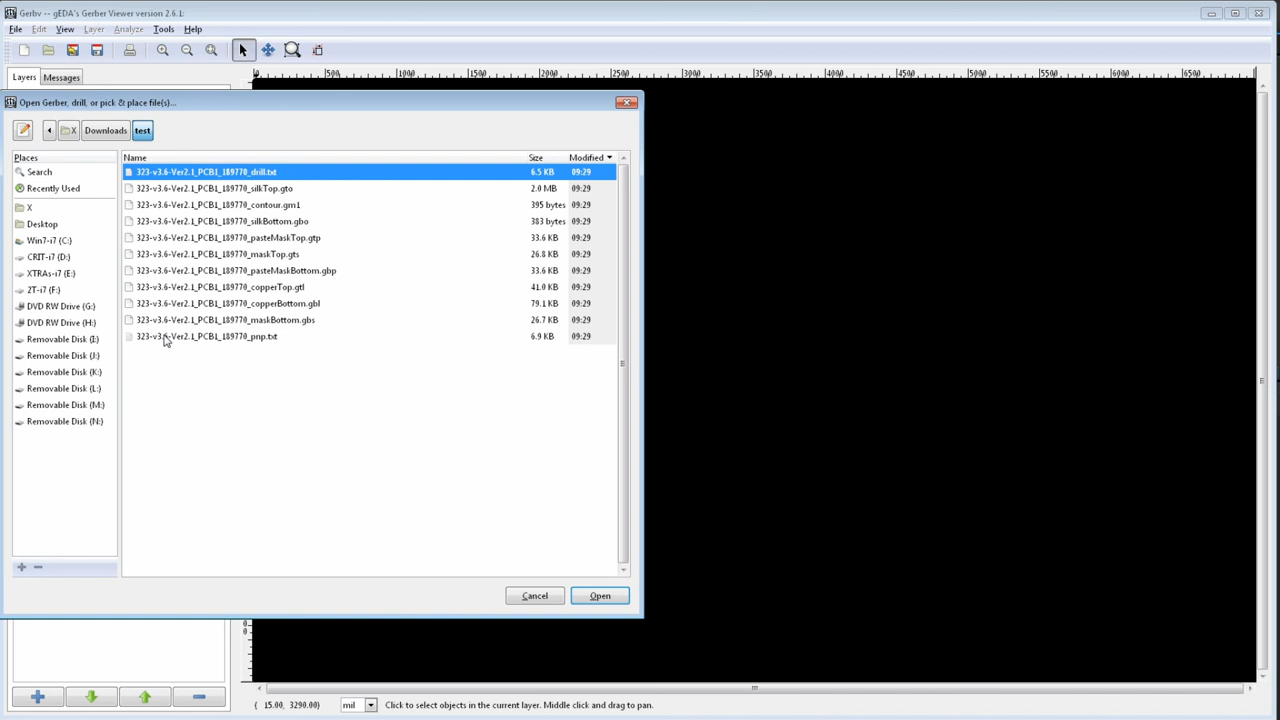 Gerbv -- gEDA's Gerber Viewer version 2.6.1:
File Edit View Layer Analyze Tools Help
Layers Messages
500 1000 1500 2000 2500 3000 3500 4000 4500 5000 5500 6000 6500
Open Gerber, drill, or pick & place file(s)...
X Downloads test
Places
Search
Recently Used
X
Desktop
Win7-i7 (C:)
CRIT-i7 (D:)
XTRAs-i7 (E:)
2T-i7 (F:)
DVD RW Drive (G:)
DVD RW Drive (H:)
Removable Disk (I:)
Removable Disk (J:)
Removable Disk (K:)
Removable Disk (L:)
Removable Disk (M:)
Removable Disk (N:)
Name Size Modified
323-v3.6-Ver2.1_PCB1_189770_drill.txt 6.5 KB 09:29
323-v3.6-Ver2.1_PCB1_189770_silkTop.gto 2.0 MB 09:29
323-v3.6-Ver2.1_PCB1_189770_contour.gm1 395 bytes 09:29
323-v3.6-Ver2.1_PCB1_189770_silkBottom.gbo 383 bytes 09:29
323-v3.6-Ver2.1_PCB1_189770_pasteMaskTop.gtp 33.6 KB 09:29
323-v3.6-Ver2.1_PCB1_189770_maskTop.gts 26.8 KB 09:29
323-v3.6-Ver2.1_PCB1_189770_pasteMaskBottom.gbp 33.6 KB 09:29
323-v3.6-Ver2.1_PCB1_189770_copperTop.gtl 41.0 KB 09:29
323-v3.6-Ver2.1_PCB1_189770_copperBottom.gbl 79.1 KB 09:29
323-v3.6-Ver2.1_PCB1_189770_maskBottom.gbs 26.7 KB 09:29
323-v3.6-Ver2.1_PCB1_189770_pnp.txt 6.9 KB 09:29
Cancel Open
0
0
( 15.00, 3290.00) mil Click to select objects in the current layer. Middle click and drag to pan.